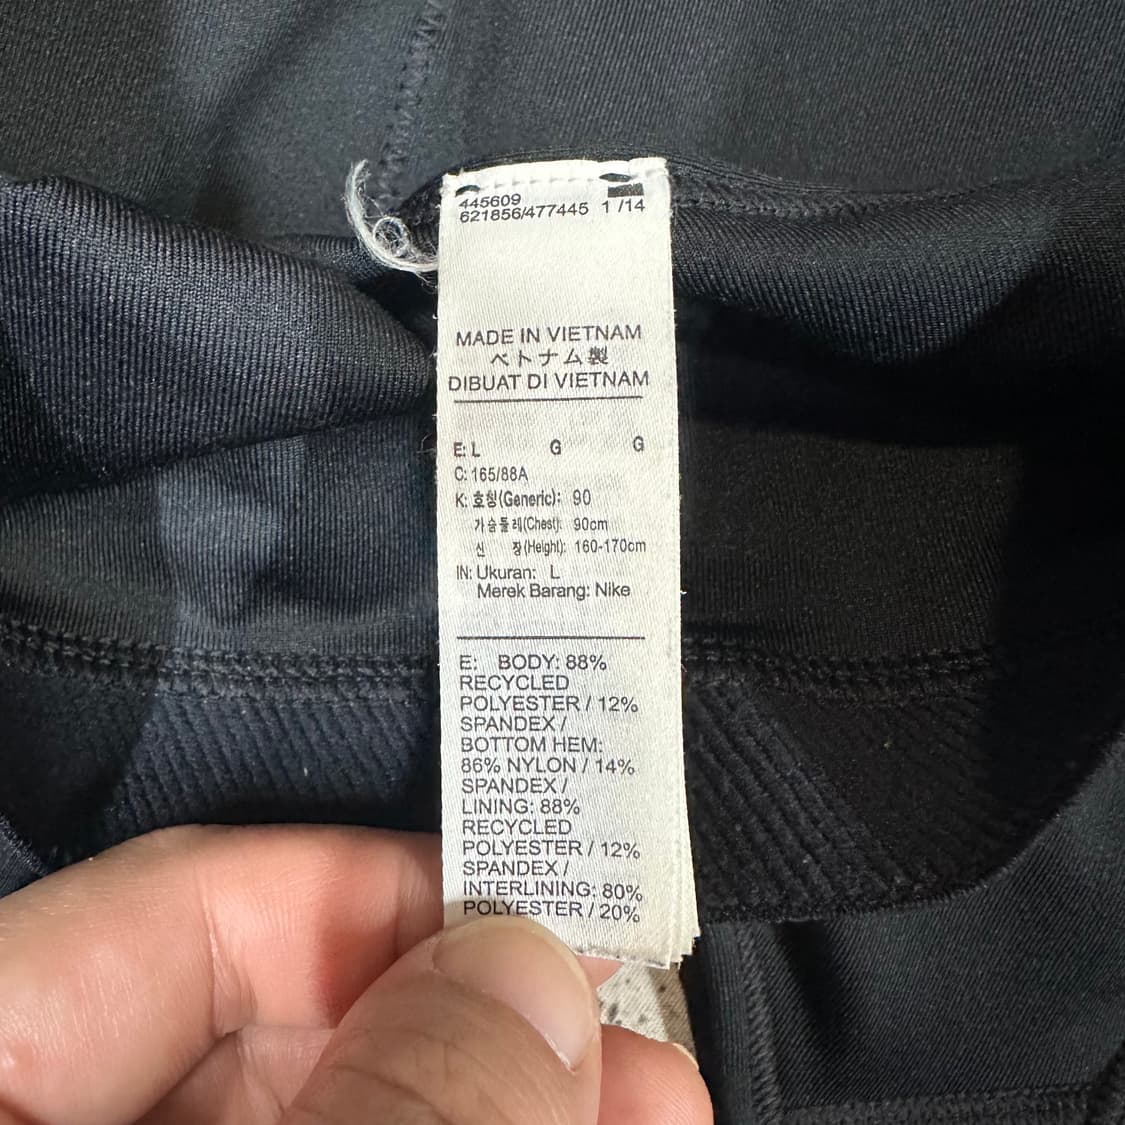 445609
621856/477445 1 /14
MADE IN VIETNAM
ベトナム製
DIBUAT DI VIETNAM
E: L G G
C: 165/88A
K: 호칭(Generic): 90
가슴둘레(Chest): 90cm
신 장(Height): 160-170cm
IN: Ukuran: L
Merek Barang: Nike
E: BODY: 88%
RECYCLED
POLYESTER / 12%
SPANDEX /
BOTTOM HEM:
86% NYLON / 14%
SPANDEX /
LINING: 88%
RECYCLED
POLYESTER / 12%
SPANDEX /
INTERLINING: 80%
POLYESTER / 20%